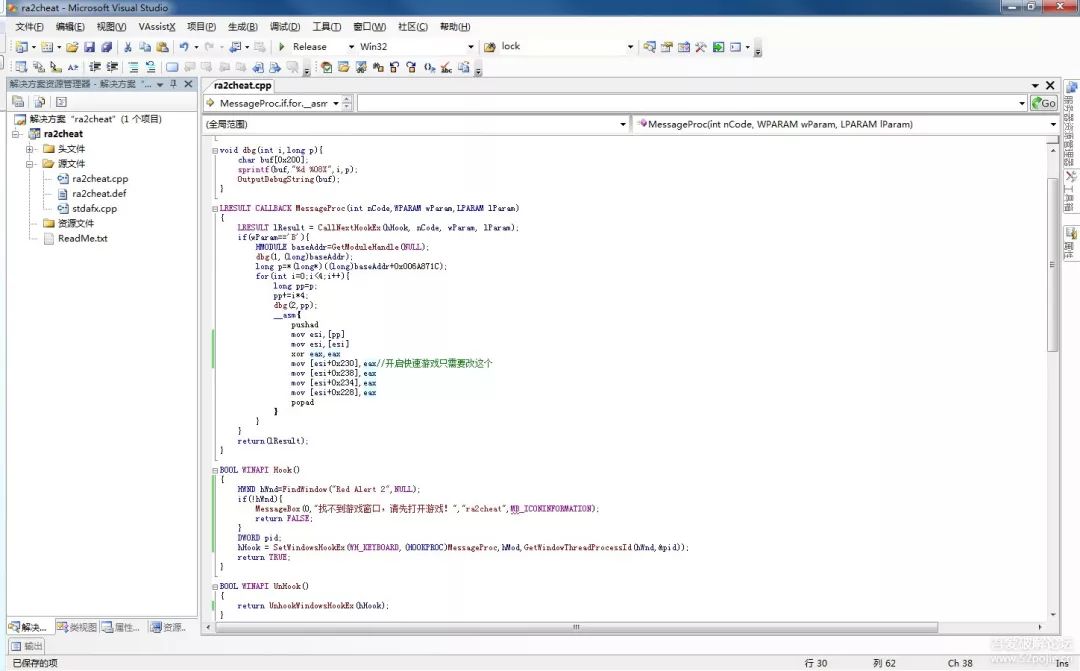 ra2cheat - Microsoft Visual Studio
文件(F) 编辑(E) 视图(V) VAssistX 项目(P) 生成(B) 调试(D) 工具(T) 窗口(W) 社区(C) 帮助(H)
Release Win32 lock
解决方案资源管理器 - 解决方案 "...
ra2cheat.cpp
MessageProc.if.for.__asm
Go
(全局范围)
MessageProc(int nCode, WPARAM wParam, LPARAM lParam)
解决方案 "ra2cheat" (1 个项目)
ra2cheat
头文件
源文件
ra2cheat.cpp
ra2cheat.def
stdafx.cpp
资源文件
ReadMe.txt
void dbg(int i,long p){
char buf[0x200];
sprintf(buf,"%d %08X",i,p);
OutputDebugString(buf);
}
LRESULT CALLBACK MessageProc(int nCode,WPARAM wParam,LPARAM lParam)
{
LRESULT lResult = CallNextHookEx(hHook, nCode, wParam, lParam);
if(wParam=='B'){
HMODULE baseAddr=GetModuleHandle(NULL);
dbg(1,(long)baseAddr);
long p=*(long*)((long)baseAddr+0x006A871C);
for(int i=0;i<4;i++){
long pp=p;
pp+=i*4;
dbg(2,pp);
__asm{
pushad
mov esi,[pp]
mov esi,[esi]
xor eax,eax
mov [esi+0x230],eax//开启快速游戏只需要改这个
mov [esi+0x238],eax
mov [esi+0x234],eax
mov [esi+0x228],eax
popad
}
}
}
return(lResult);
}
BOOL WINAPI Hook()
{
HWND hWnd=FindWindow("Red Alert 2",NULL);
if(!hWnd){
MessageBox(0,"找不到游戏窗口，请先打开游戏！","ra2cheat",MB_ICONINFORMATION);
return FALSE;
}
DWORD pid;
hHook = SetWindowsHookEx(WH_KEYBOARD,(HOOKPROC)MessageProc,hMod,GetWindowThreadProcessId(hWnd,&pid));
return TRUE;
}
BOOL WINAPI UnHook()
{
return UnhookWindowsHookEx(hHook);
}
服务器资源管理器
工具箱
属性
解决... 类视图 属性... 资源..
输出
已保存的项
行 30 列 62 Ch 38 Ins
吾爱破解论坛
www.52pojie.cn